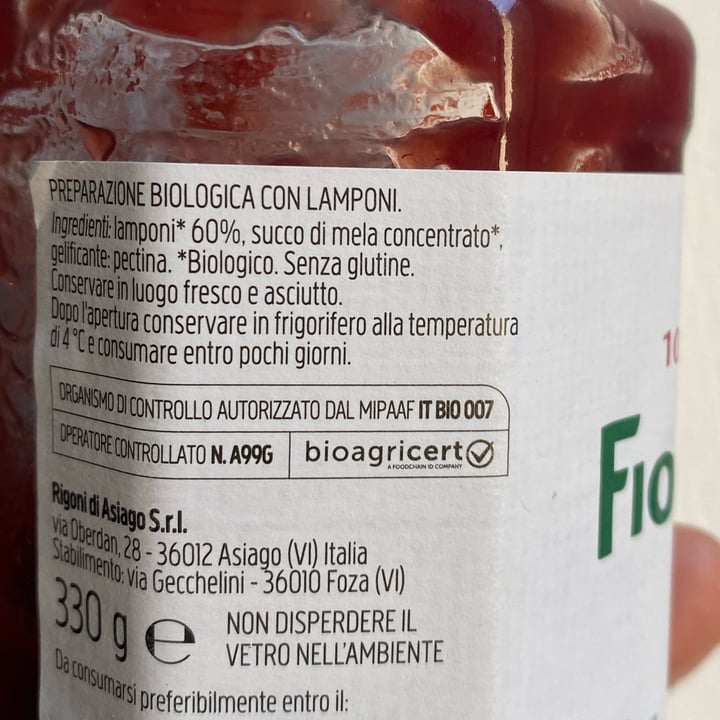 PREPARAZIONE BIOLOGICA CON LAMPONI.
Ingredienti: lamponi* 60%, succo di mela concentrato*,
gelificante: pectina. *Biologico. Senza glutine.
Conservare in luogo fresco e asciutto.
Dopo l'apertura conservare in frigorifero alla temperatura
di 4 °C e consumare entro pochi giorni.
ORGANISMO DI CONTROLLO AUTORIZZATO DAL MIPAAF IT BIO 007
OPERATORE CONTROLLATO N. A99G
bioagricert
A FOODCHAIN ID COMPANY
Rigoni di Asiago S.r.l.
via Oberdan, 28 - 36012 Asiago (VI) Italia
Stabilimento: via Gecchelini - 36010 Foza (VI)
330 g e
NON DISPERDERE IL
VETRO NELL'AMBIENTE
Da consumarsi preferibilmente entro il:
10
Fio